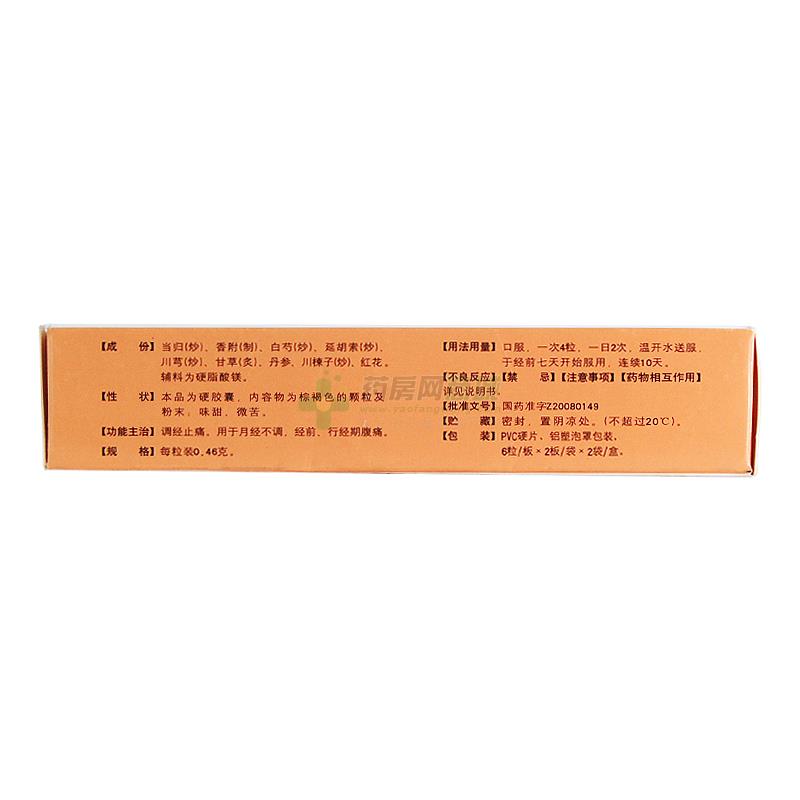 【成　份】当归(炒)、香附(制)、白芍(炒)、延胡索(炒)、
川芎(炒)、甘草(炙)、丹参、川楝子(炒)、红花。
辅料为硬脂酸镁。
【性　状】本品为硬胶囊，内容物为棕褐色的颗粒及
粉末；味甜、微苦。
【功能主治】调经止痛。用于月经不调，经前、行经期腹痛。
【规　格】每粒装0.46克。
【用法用量】口服，一次4粒，一日2次，温开水送服，
于经前七天开始服用，连续10天。
【不良反应】【禁　忌】【注意事项】【药物相互作用】
详见说明书。
【批准文号】国药准字Z20080149
【贮　藏】密封，置阴凉处。(不超过20℃)。
【包　装】PVC硬片、铝塑泡罩包装、
6粒/板×2板/袋×2袋/盒。
药房网
www.yaofang